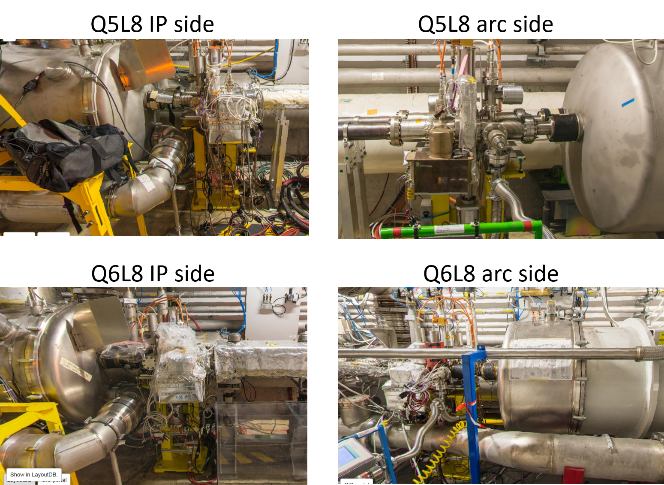 Q5L8 IP side
Q5L8 arc side
Q6L8 IP side
Q6L8 arc side
Show in LayoutDB